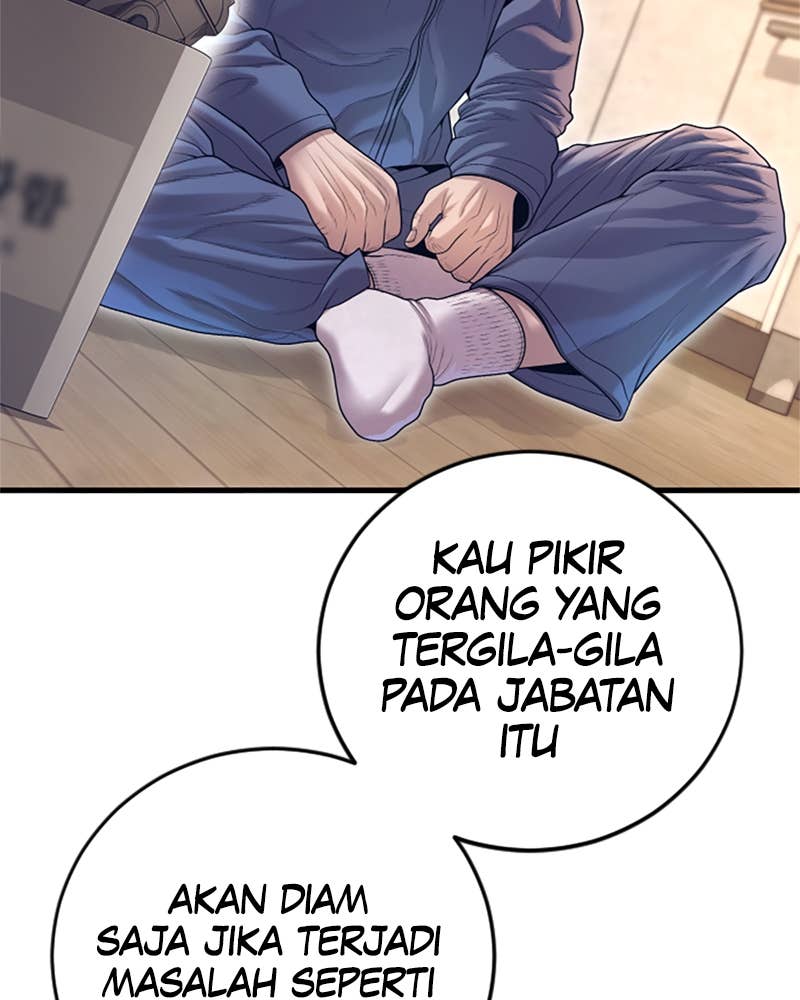 KAU PIKIR
ORANG YANG
TERGILA-GILA
PADA JABATAN
ITU
AKAN DIAM
SAJA JIKA TERJADI
MASALAH SEPERTI